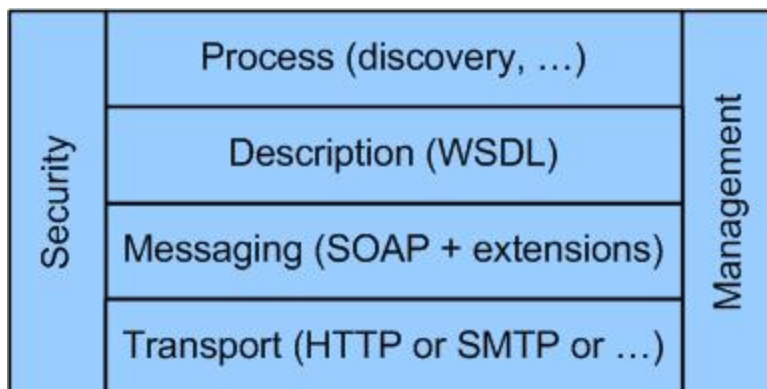 Security
Process (discovery, …)
Description (WSDL)
Messaging (SOAP + extensions)
Transport (HTTP or SMTP or …)
Management